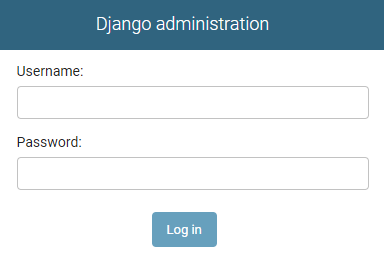 Django administration
Username:
Password:
Log in